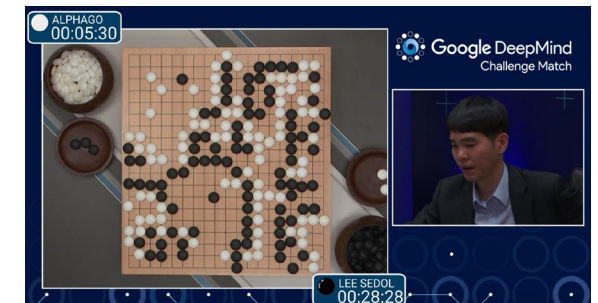 ALPHAGO
00:05:30
Google DeepMind
Challenge Match
LEE SEDOL
00:28:28